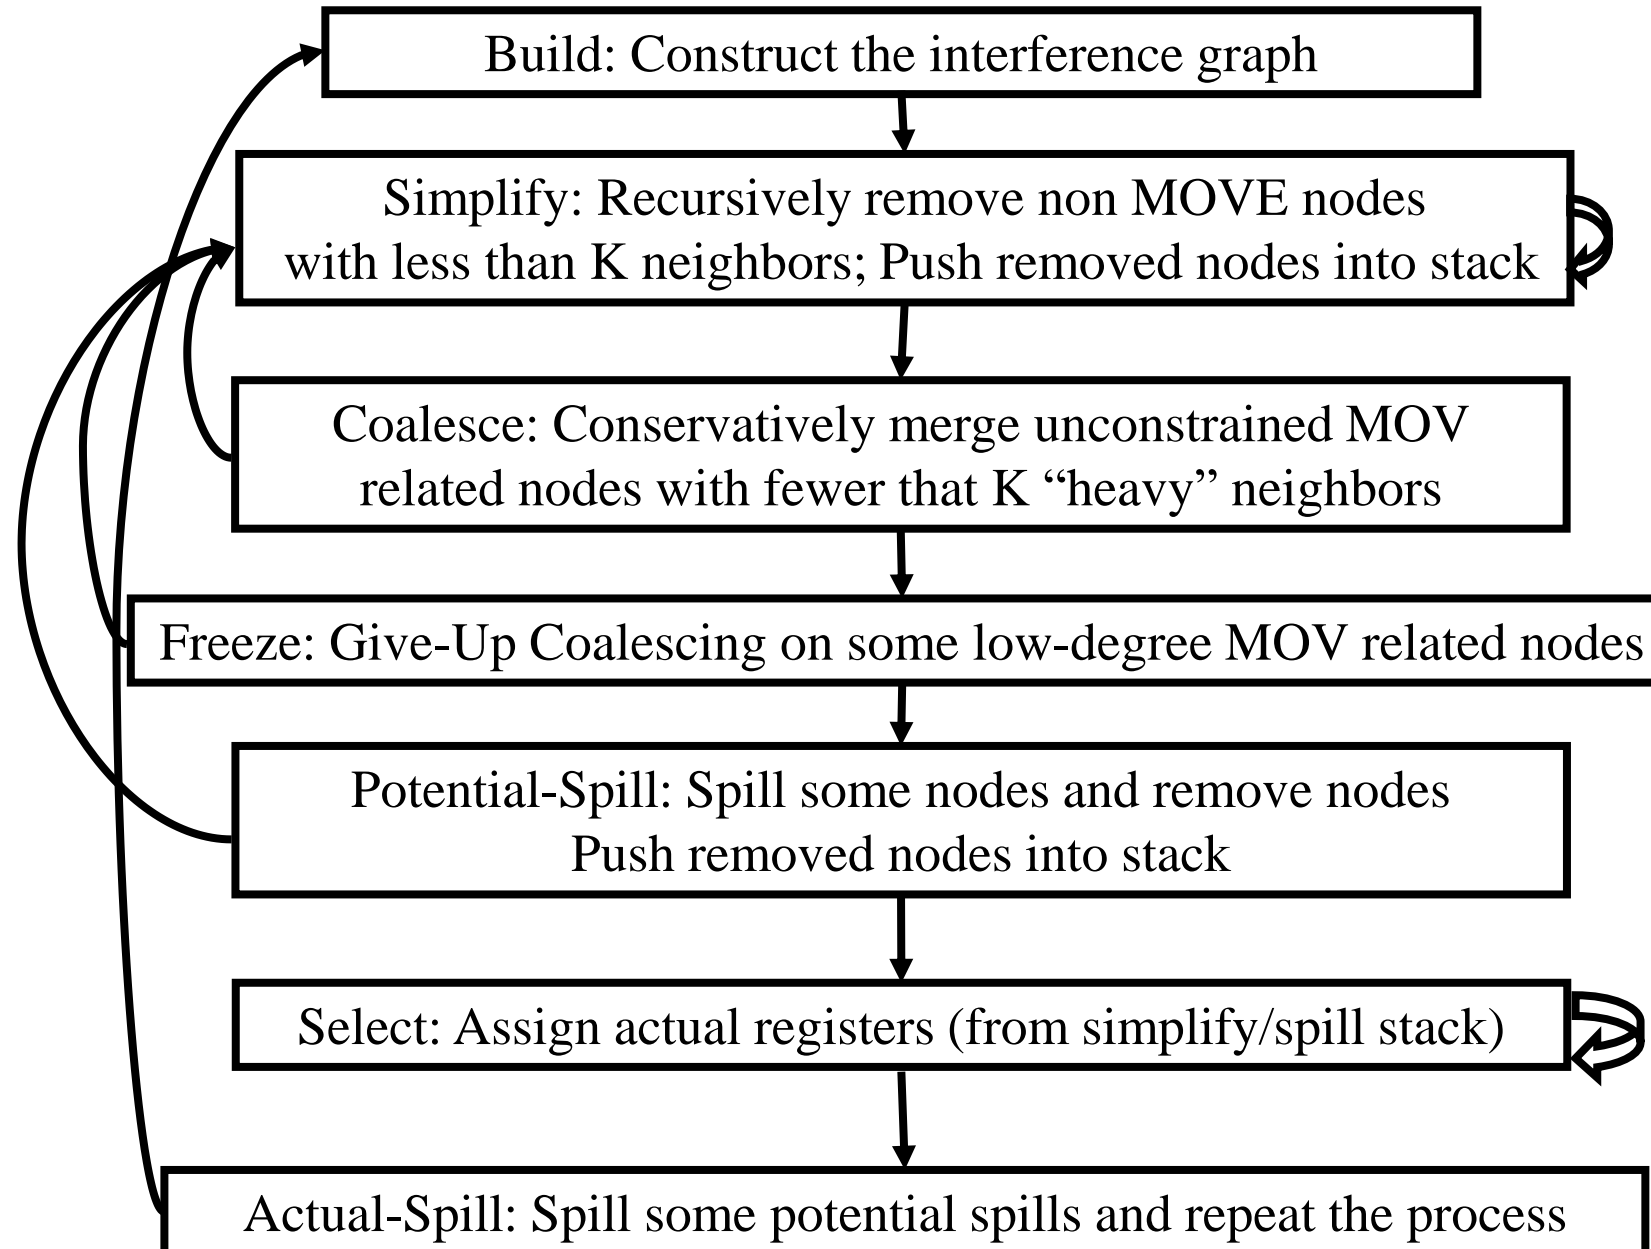 Build: Construct the interference graph
Simplify: Recursively remove non MOVE nodes
with less than K neighbors; Push removed nodes into stack
Coalesce: Conservatively merge unconstrained MOV
related nodes with fewer that K “heavy” neighbors
Freeze: Give-Up Coalescing on some low-degree MOV related nodes
Potential-Spill: Spill some nodes and remove nodes
Push removed nodes into stack
Select: Assign actual registers (from simplify/spill stack)
Actual-Spill: Spill some potential spills and repeat the process